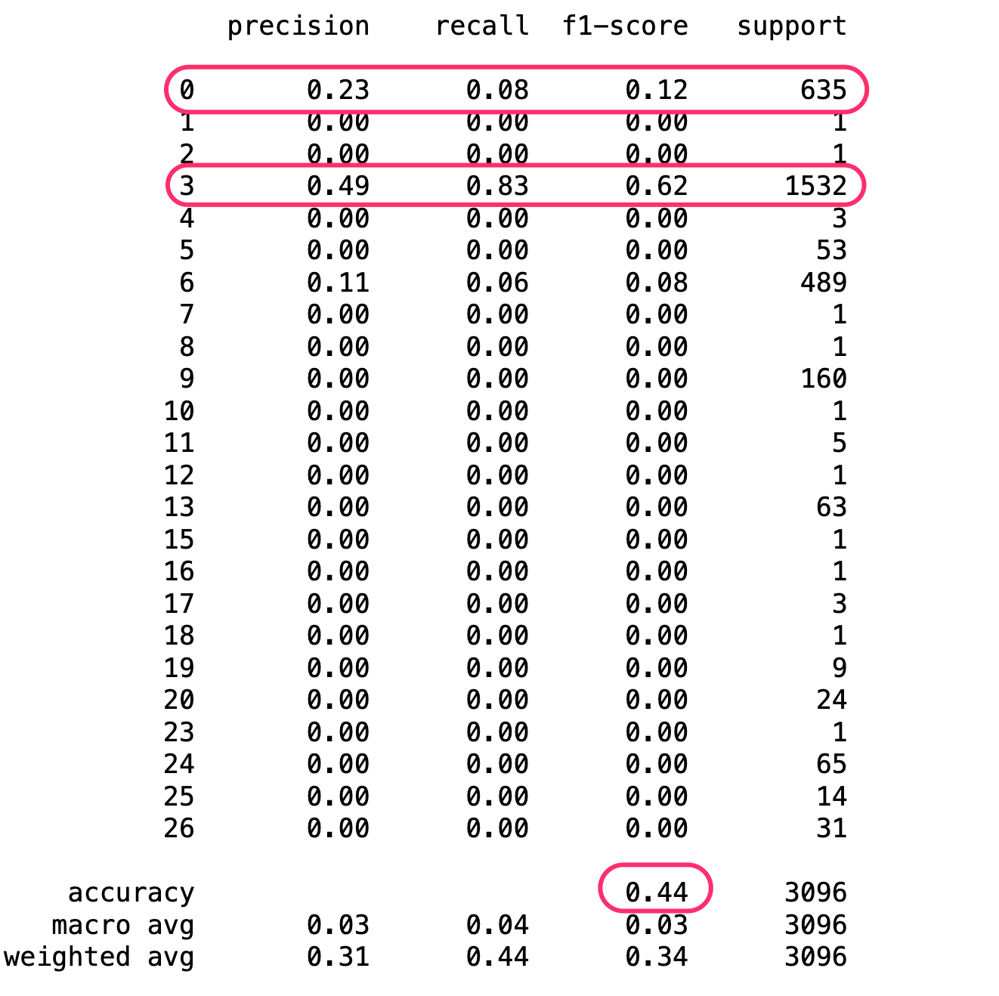 precision recall f1-score support
0 0.23 0.08 0.12 635
1 0.00 0.00 0.00 1
2 0.00 0.00 0.00 1
3 0.49 0.83 0.62 1532
4 0.00 0.00 0.00 3
5 0.00 0.00 0.00 53
6 0.11 0.06 0.08 489
7 0.00 0.00 0.00 1
8 0.00 0.00 0.00 1
9 0.00 0.00 0.00 160
10 0.00 0.00 0.00 1
11 0.00 0.00 0.00 5
12 0.00 0.00 0.00 1
13 0.00 0.00 0.00 63
15 0.00 0.00 0.00 1
16 0.00 0.00 0.00 1
17 0.00 0.00 0.00 3
18 0.00 0.00 0.00 1
19 0.00 0.00 0.00 9
20 0.00 0.00 0.00 24
23 0.00 0.00 0.00 1
24 0.00 0.00 0.00 65
25 0.00 0.00 0.00 14
26 0.00 0.00 0.00 31
accuracy 0.44 3096
macro avg 0.03 0.04 0.03 3096
weighted avg 0.31 0.44 0.34 3096